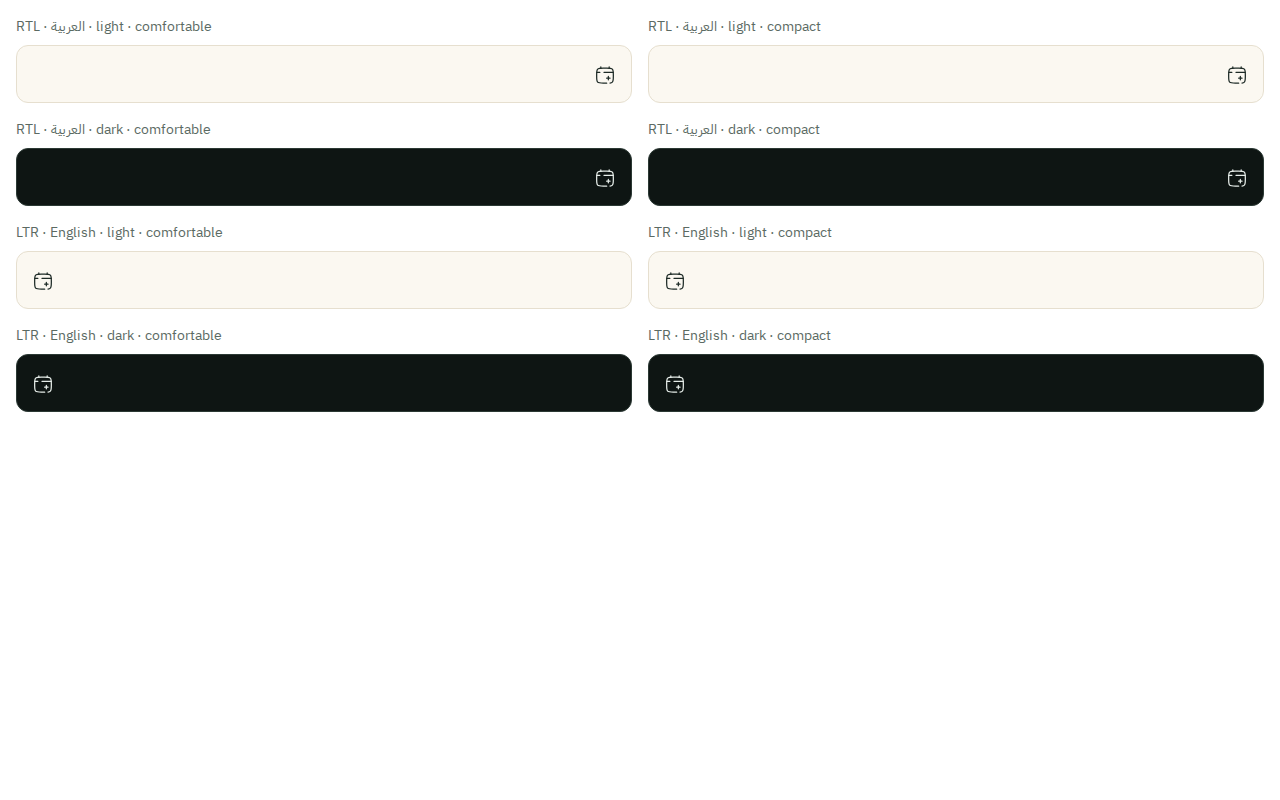 RTL · العربية · light · comfortable
RTL · العربية · light · compact
RTL · العربية · dark · comfortable
RTL · العربية · dark · compact
LTR · English · light · comfortable
LTR · English · light · compact
LTR · English · dark · comfortable
LTR · English · dark · compact